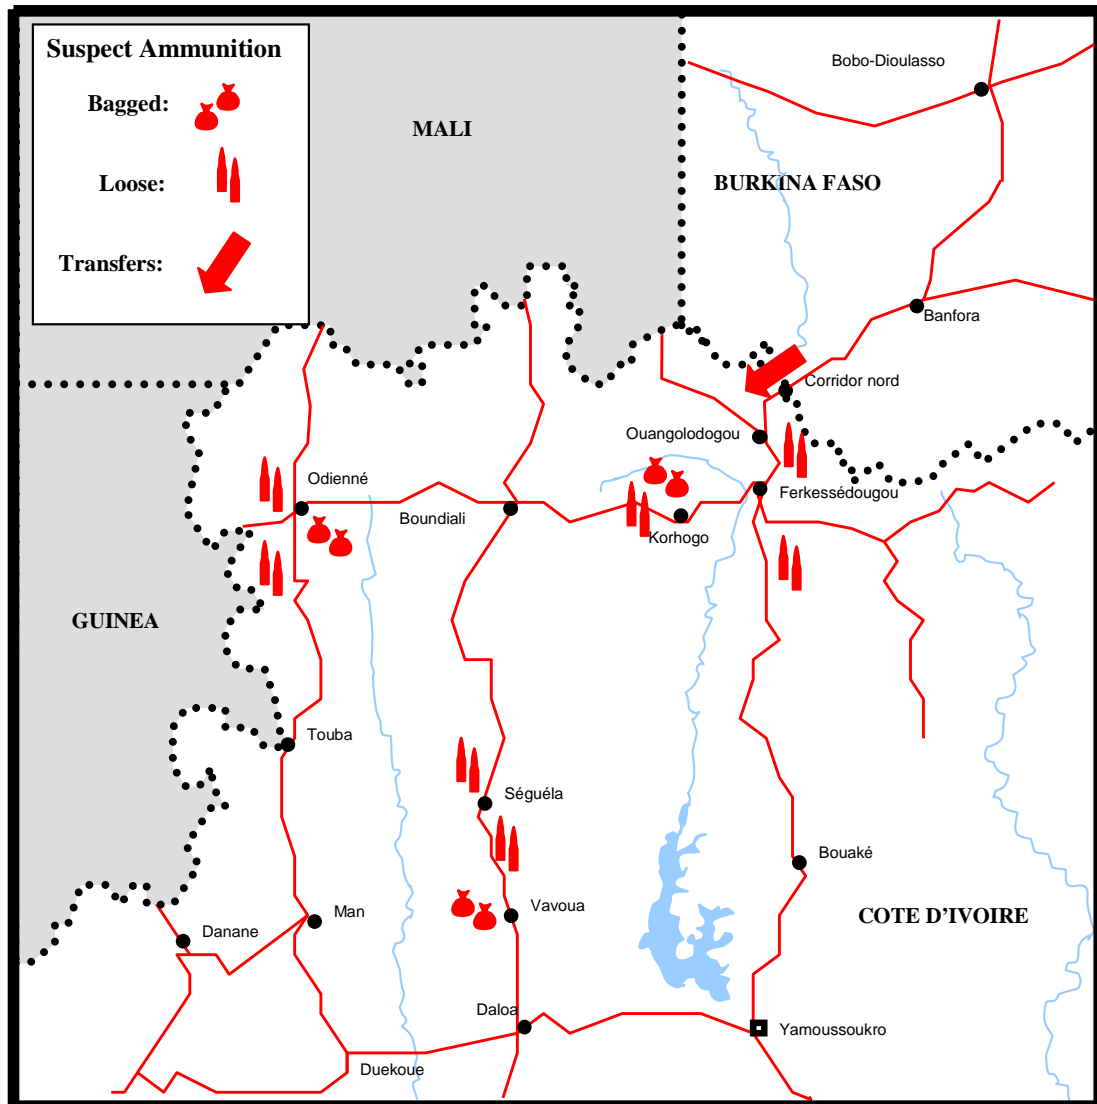 Suspect Ammunition
Bagged:
Loose:
Transfers:
Bobo-Dioulasso
MALI
BURKINA FASO
Banfora
Corridor nord
Ouangolodogou
Odienné
Ferkessédougou
Boundiali
Korhogo
GUINEA
Touba
Séguéla
Bouaké
Vavoua
Man
COTE D'IVOIRE
Danane
Daloa
Yamoussoukro
Duekoue